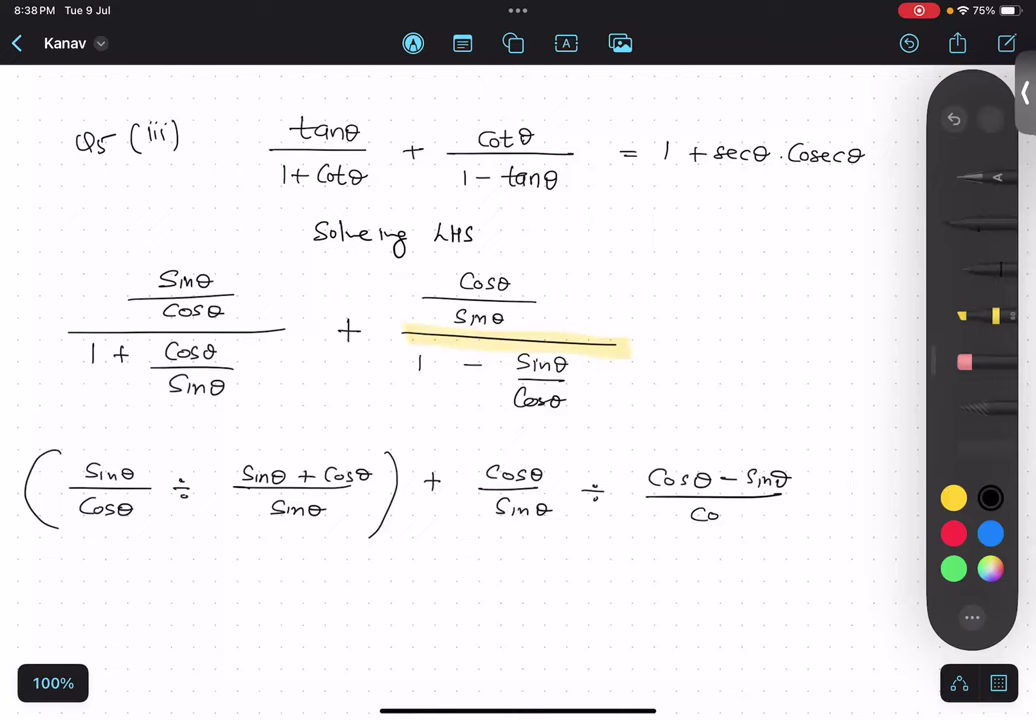 8:38 PM Tue 9 Jul
75%
Kanav
A
A
Q5 (iii) tanθ / 1 + Cotθ + Cotθ / 1 - tanθ = 1 + secθ . Cosecθ
Solveing LHS
Sinθ / Cosθ / 1 + Cosθ / Sinθ + Cosθ / Sinθ / 1 - Sinθ / Cosθ
( Sinθ / Cosθ ÷ Sinθ + Cosθ / Sinθ ) + Cosθ / Sinθ ÷ Cosθ - Sinθ / Co
100%